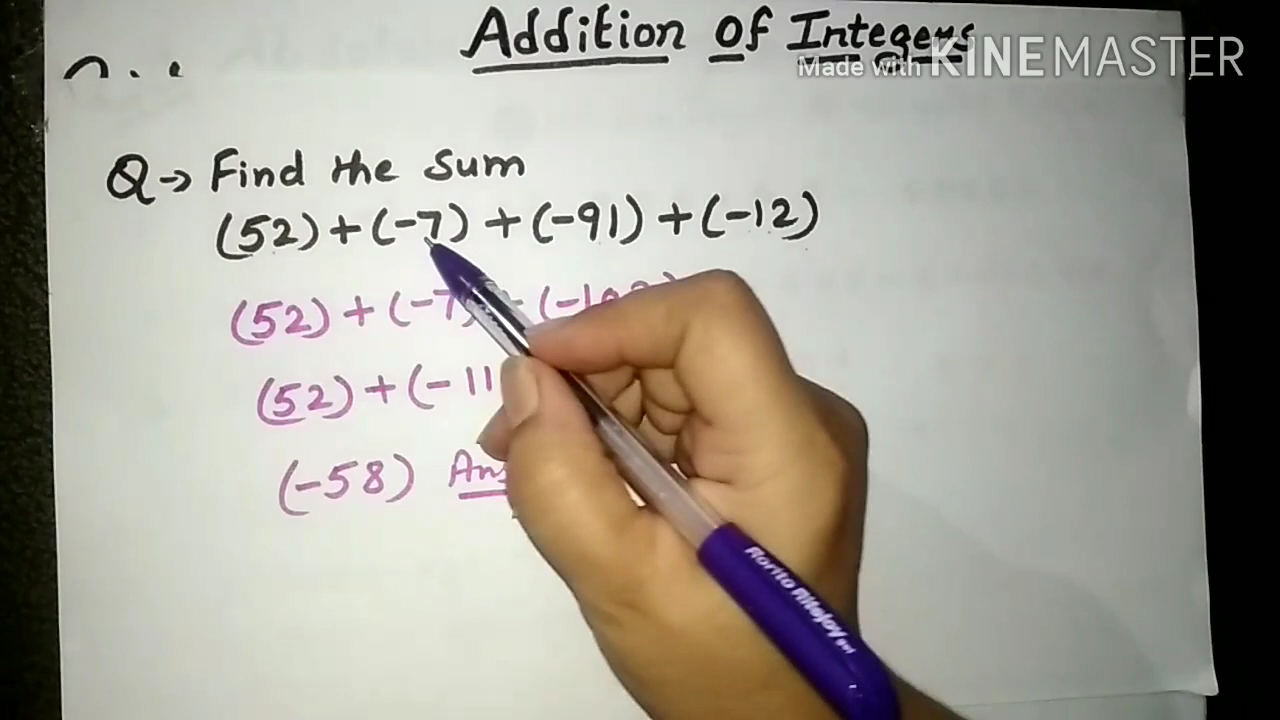 Addition of Integers
Made with KINEMASTER
Q→ Find the Sum
(52)+(-7)+(-91)+(-12)
(52)+(-7)
(52)+(-11
(-58) Ans
Rorito Ritejoy gel